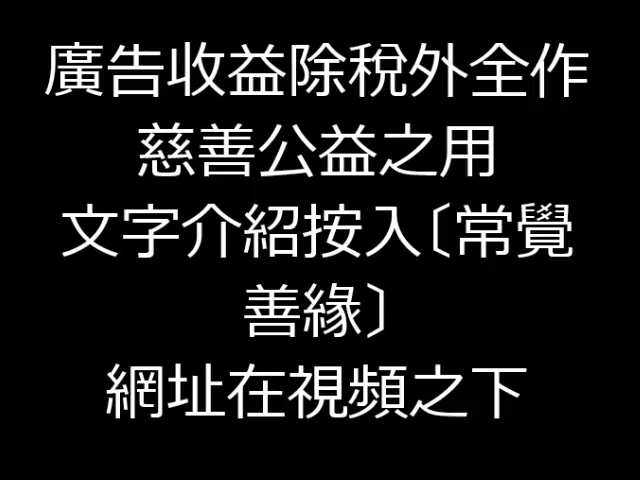 廣告收益除稅外全作
慈善公益之用
文字介紹按入〔常覺
善緣〕
網址在視頻之下